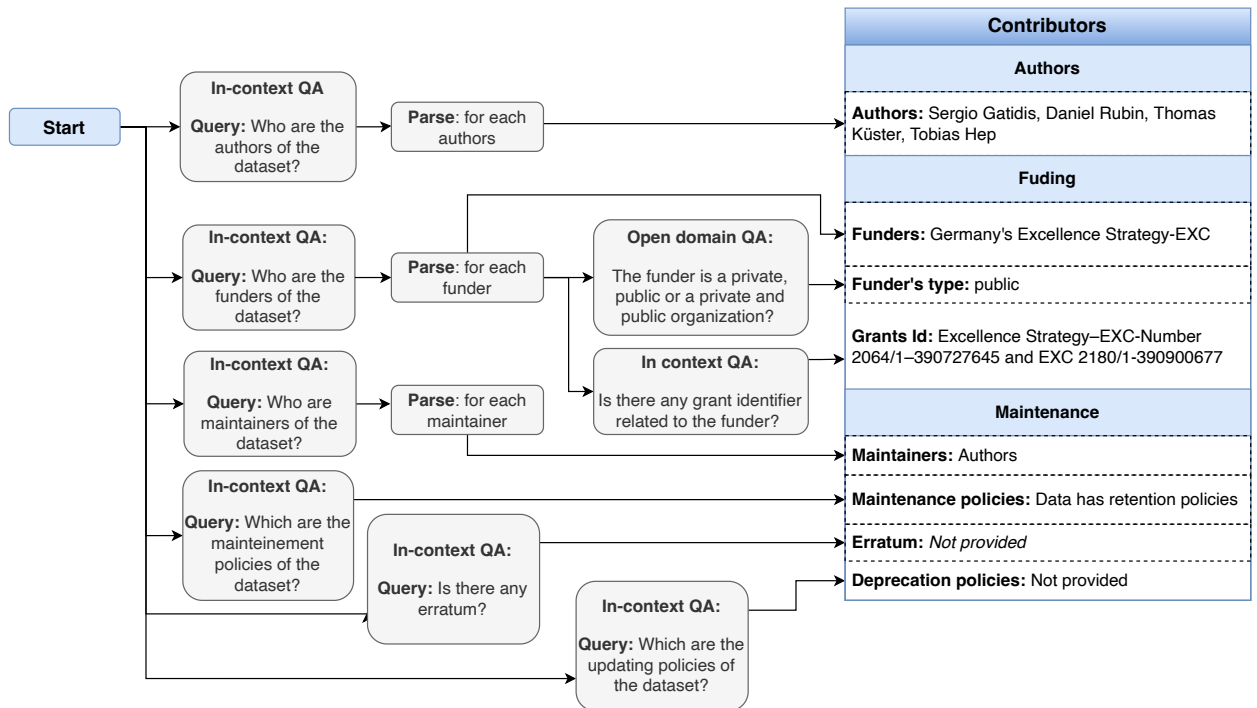 Start
In-context QA
Query: Who are the
authors of the
dataset?
Parse: for each
authors
In-context QA:
Query: Who are the
funders of the
dataset?
Parse: for each
funder
Open domain QA:
The funder is a private,
public or a private and
public organization?
In context QA:
Is there any grant identifier
related to the funder?
In-context QA:
Query: Who are
maintainers of the
dataset?
Parse: for each
maintainer
In-context QA:
Query: Which are the
mainteinement
policies of the
dataset?
In-context QA:
Query: Is there any
erratum?
In-context QA:
Query: Which are the
updating policies of
the dataset?
Contributors
Authors
Authors: Sergio Gatidis, Daniel Rubin, Thomas
Küster, Tobias Hep
Fuding
Funders: Germany's Excellence Strategy-EXC
Funder's type: public
Grants Id: Excellence Strategy–EXC-Number
2064/1–390727645 and EXC 2180/1-390900677
Maintenance
Maintainers: Authors
Maintenance policies: Data has retention policies
Erratum: Not provided
Deprecation policies: Not provided